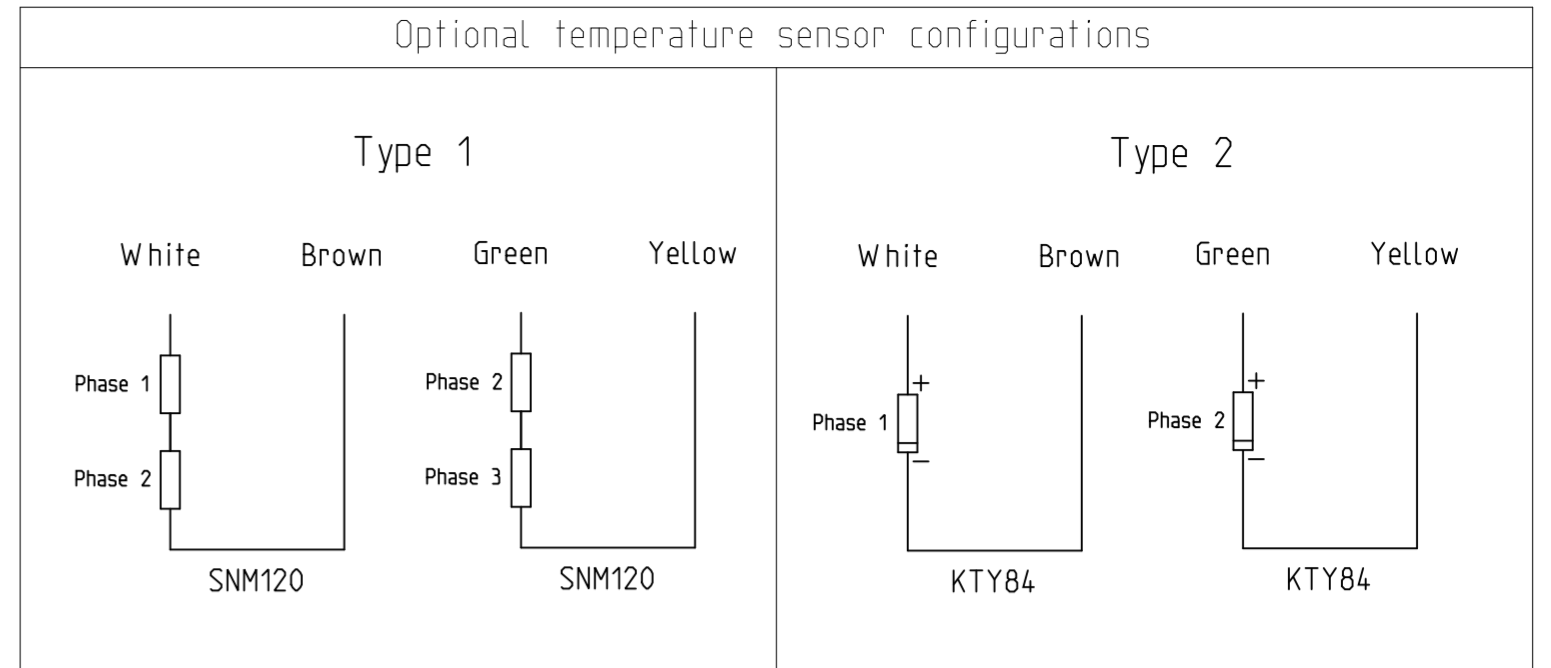 Optional temperature sensor configurations
Type 1
White Brown Green Yellow
Phase 1
Phase 2
Phase 2
Phase 3
SNM120 SNM120
Type 2
White Brown Green Yellow
+
Phase 1
−
+
Phase 2
−
KTY84 KTY84